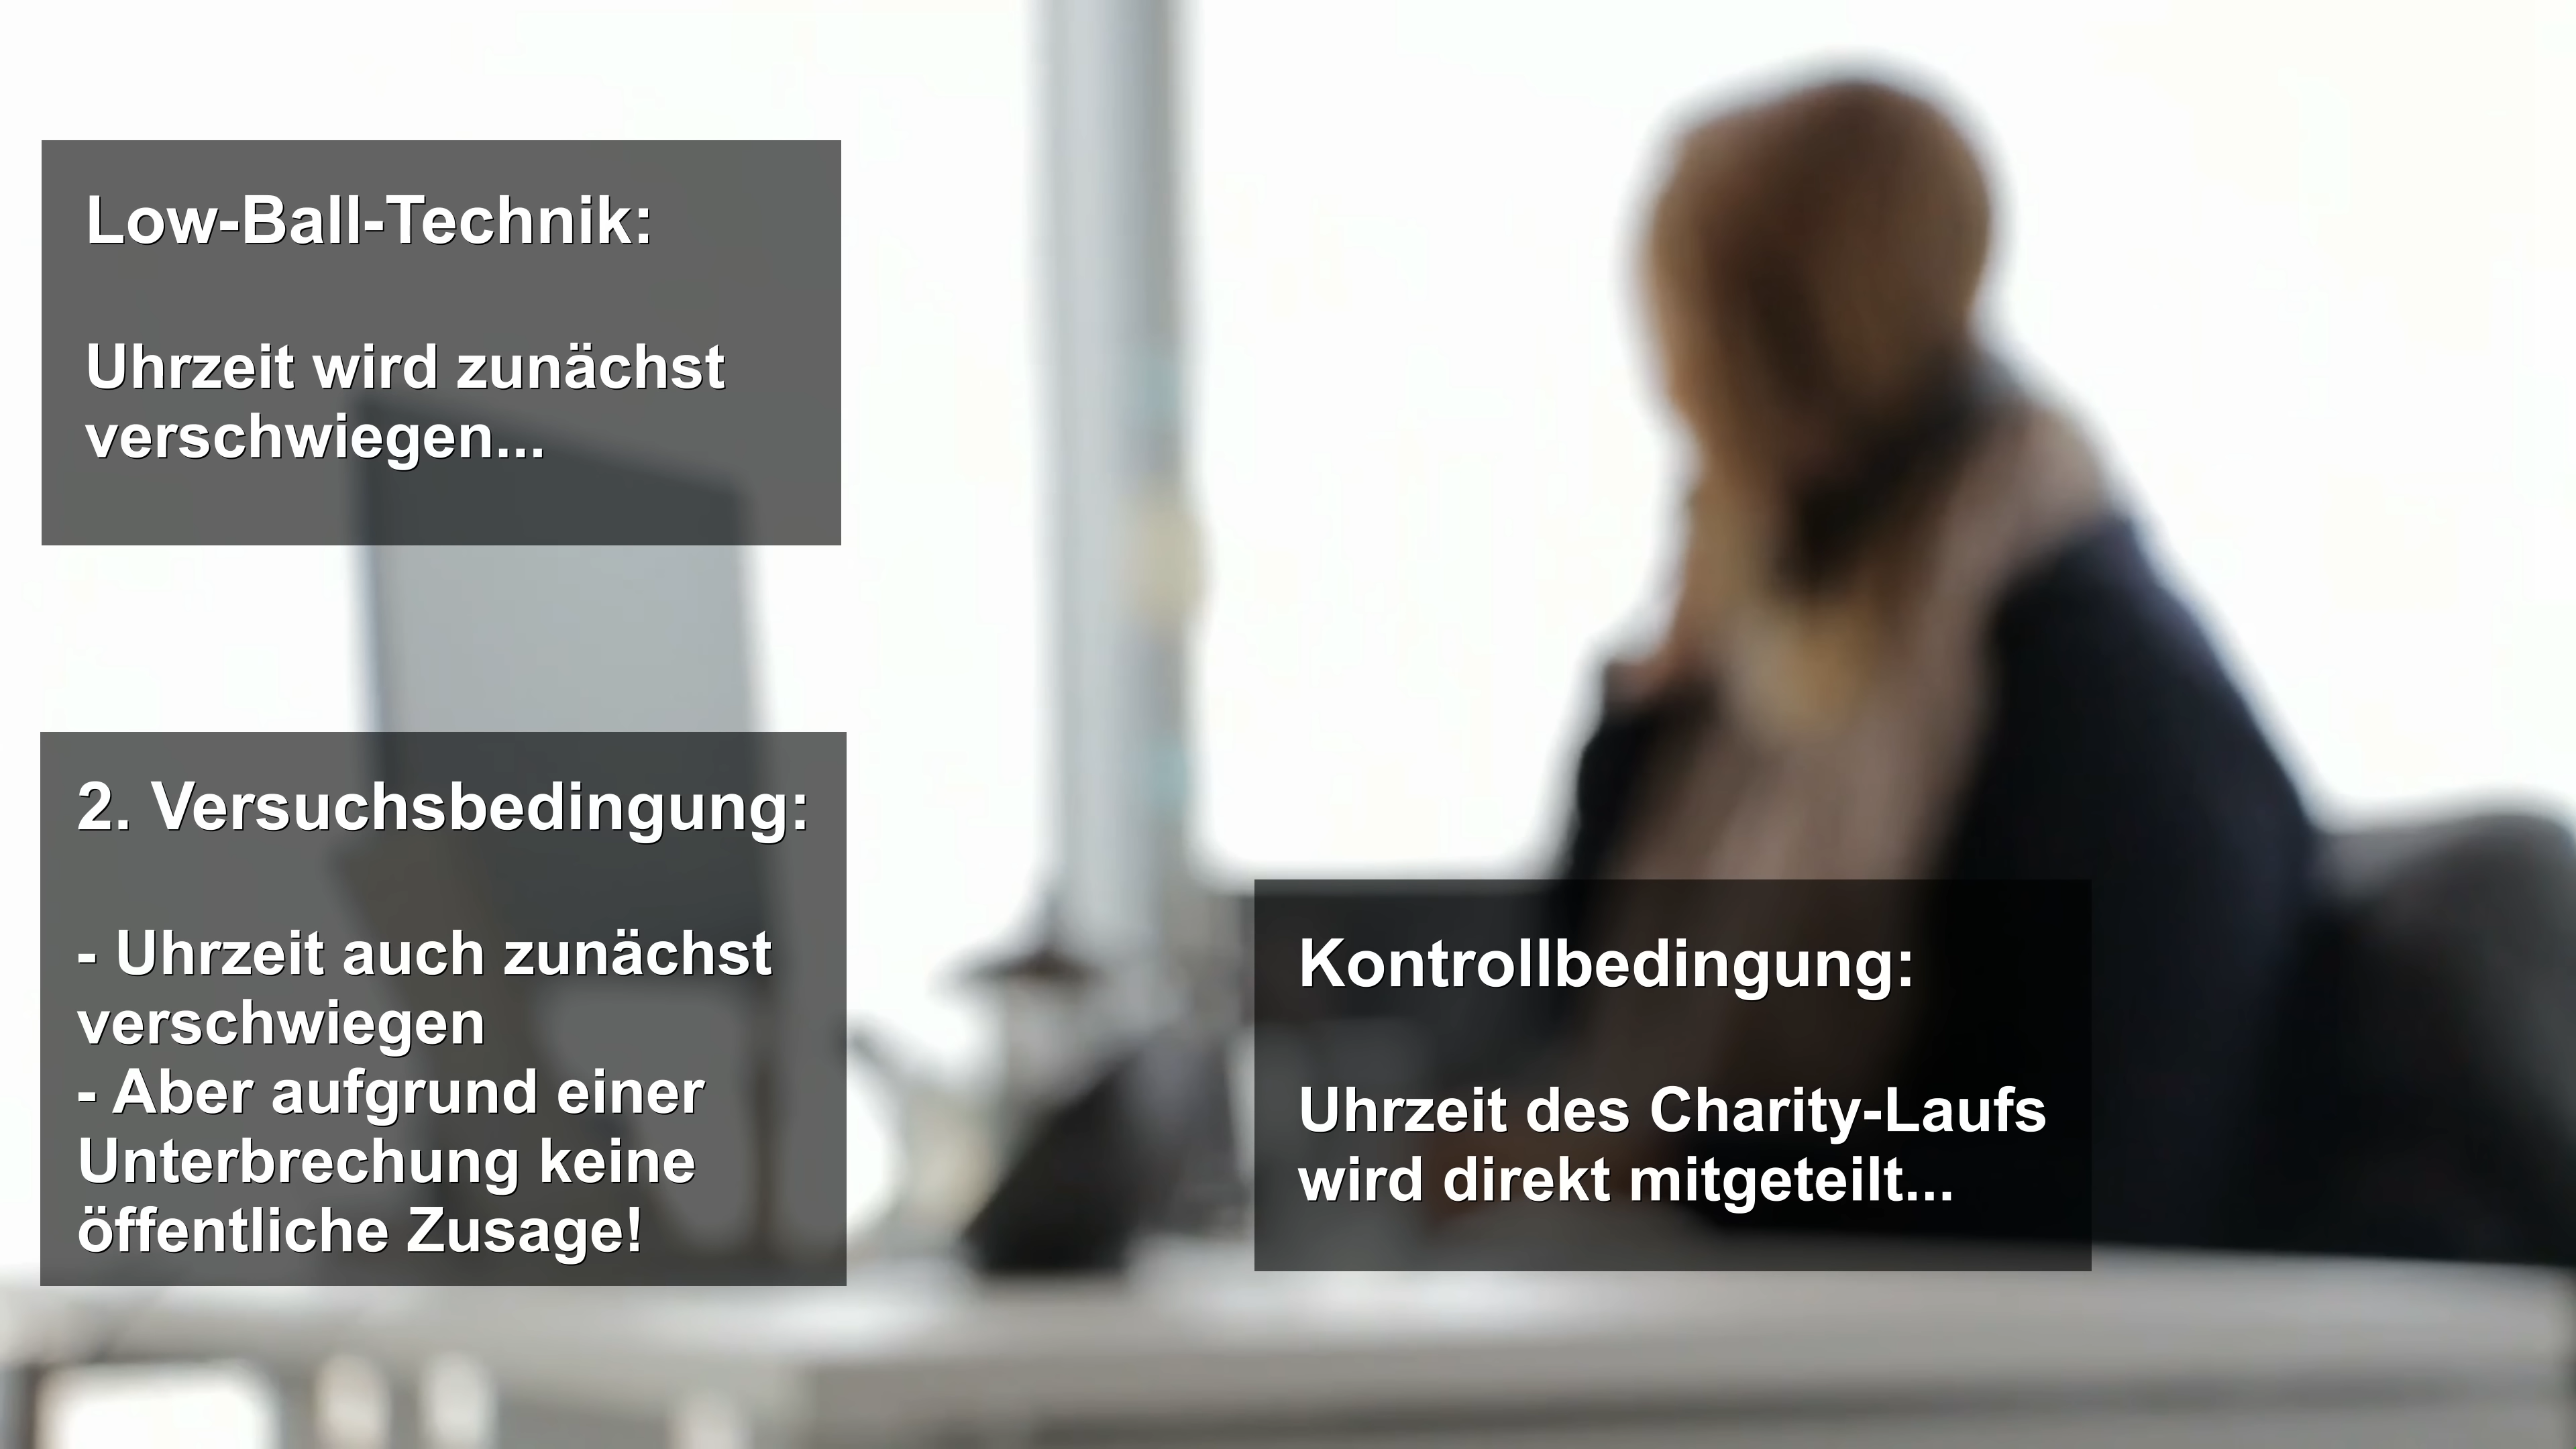 Low-Ball-Technik:
Uhrzeit wird zunächst
verschwiegen...
2. Versuchsbedingung:
- Uhrzeit auch zunächst
verschwiegen
- Aber aufgrund einer
Unterbrechung keine
öffentliche Zusage!
Kontrollbedingung:
Uhrzeit des Charity-Laufs
wird direkt mitgeteilt...